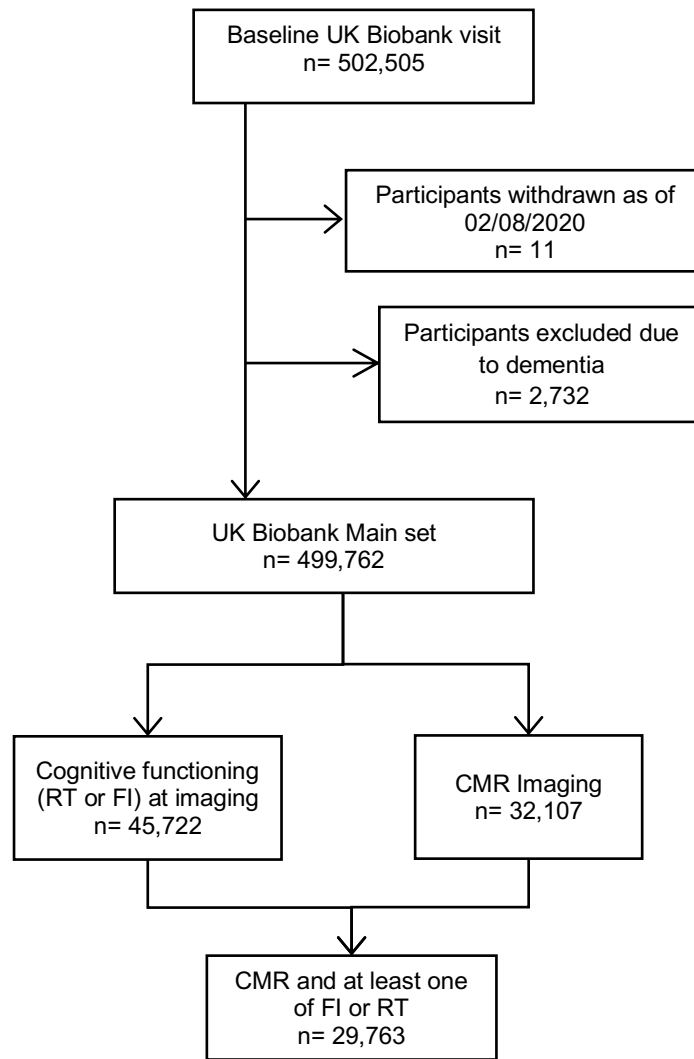 Baseline UK Biobank visit
n= 502,505
Participants withdrawn as of
02/08/2020
n= 11
Participants excluded due
to dementia
n= 2,732
UK Biobank Main set
n= 499,762
Cognitive functioning
(RT or FI) at imaging
n= 45,722
CMR Imaging
n= 32,107
CMR and at least one
of FI or RT
n= 29,763